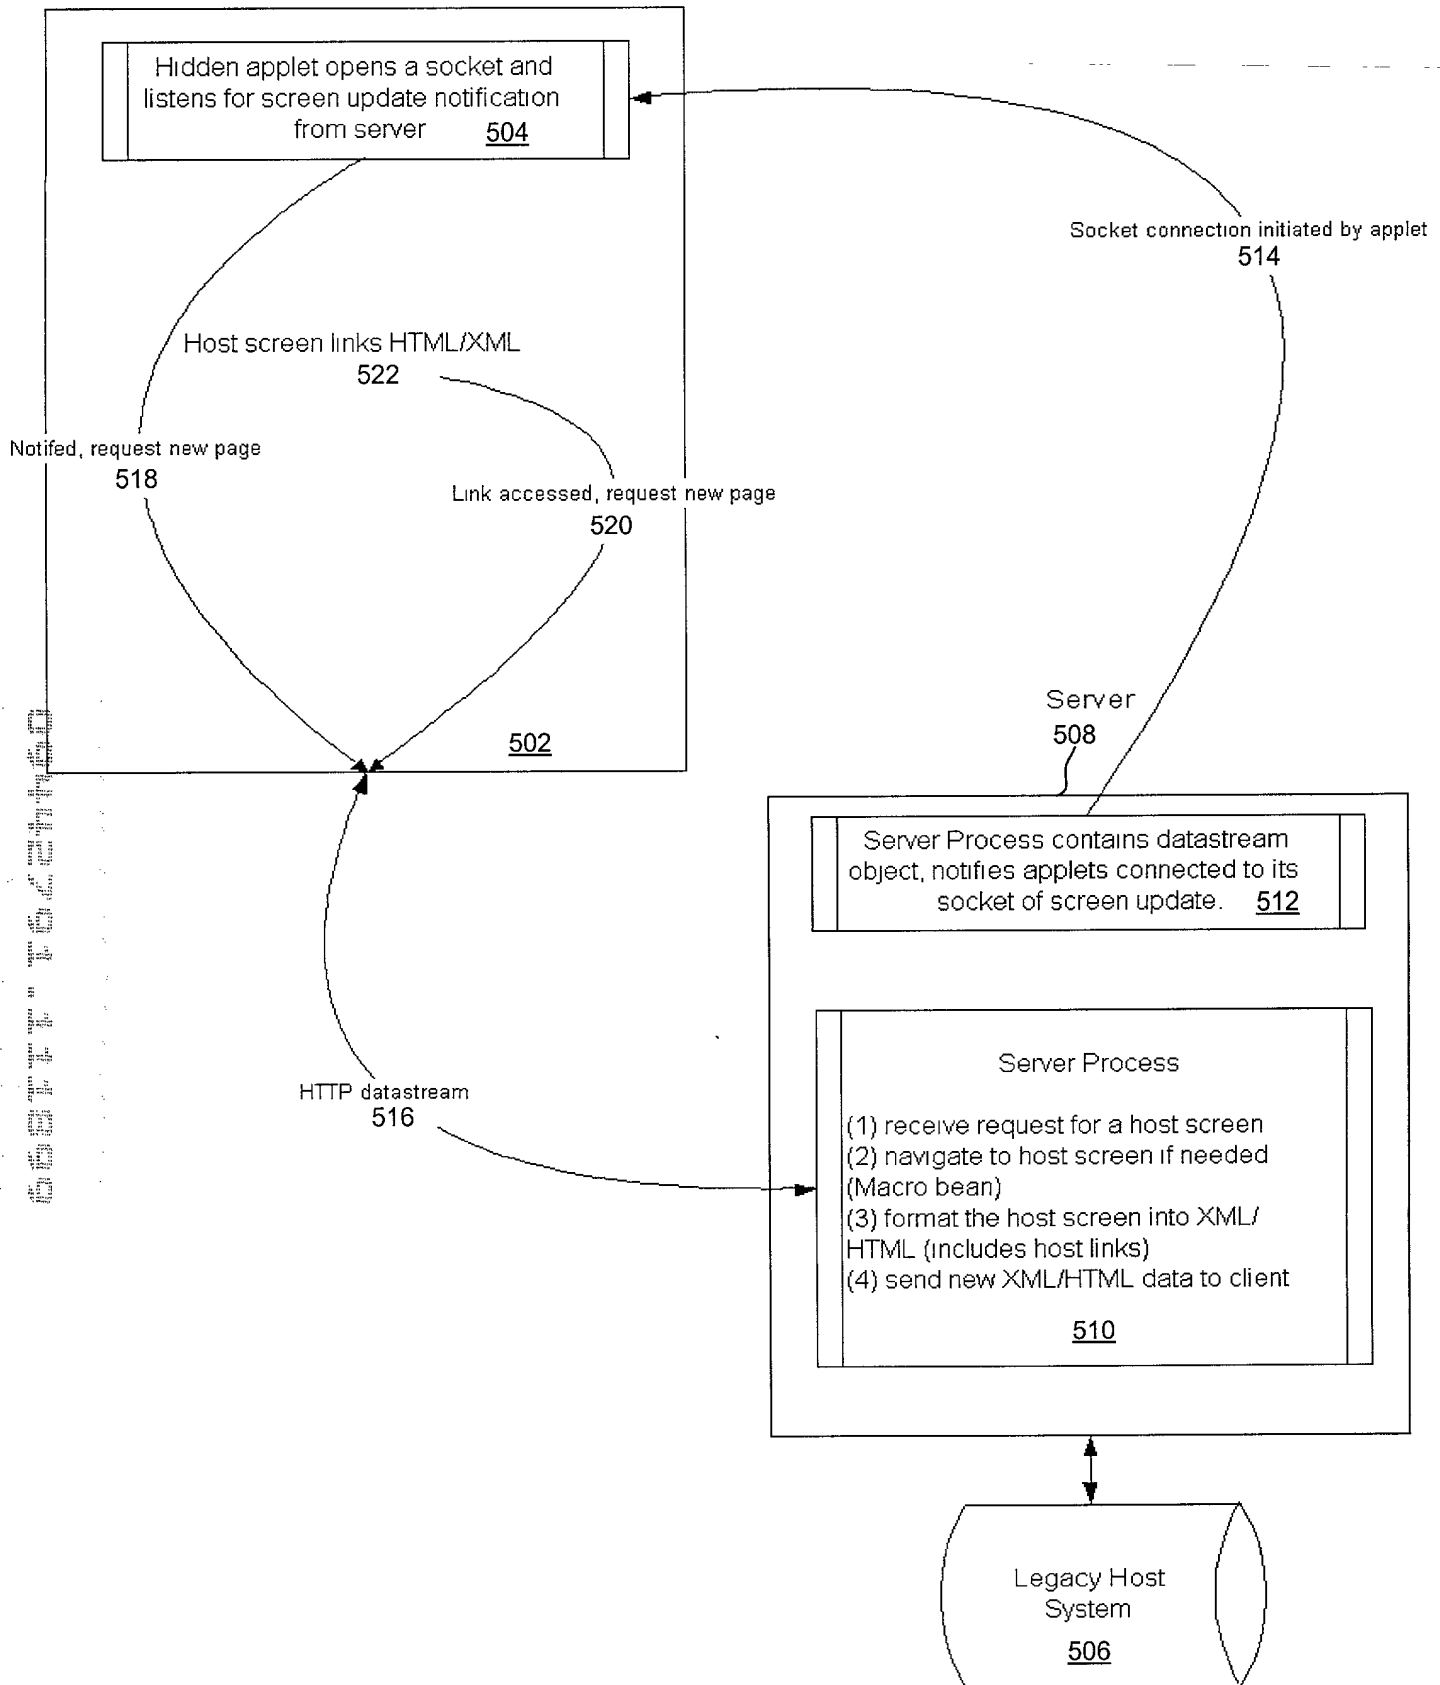 Hidden applet opens a socket and
listens for screen update notification
from server 504
Socket connection initiated by applet
514
Host screen links HTML/XML
522
Notifed, request new page
518
Link accessed, request new page
520
502
Server
508
Server Process contains datastream
object, notifies applets connected to its
socket of screen update. 512
HTTP datastream
516
Server Process
(1) receive request for a host screen
(2) navigate to host screen if needed
(Macro bean)
(3) format the host screen into XML/
HTML (includes host links)
(4) send new XML/HTML data to client
510
Legacy Host
System
506